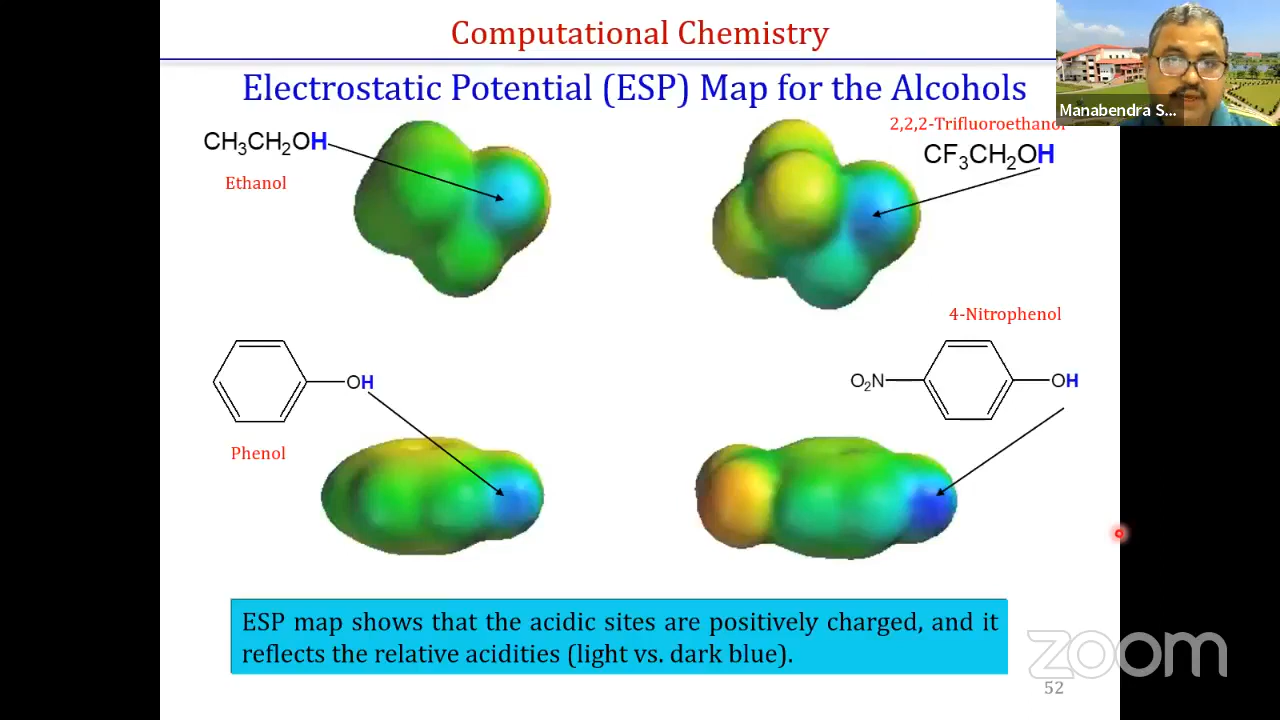 Computational Chemistry
Electrostatic Potential (ESP) Map for the Alcohols
Manabendra S...
CH3CH2OH
Ethanol
2,2,2-Trifluoroethanol
CF3CH2OH
4-Nitrophenol
OH
Phenol
O2N
OH
ESP map shows that the acidic sites are positively charged, and it
reflects the relative acidities (light vs. dark blue).
zoom
52